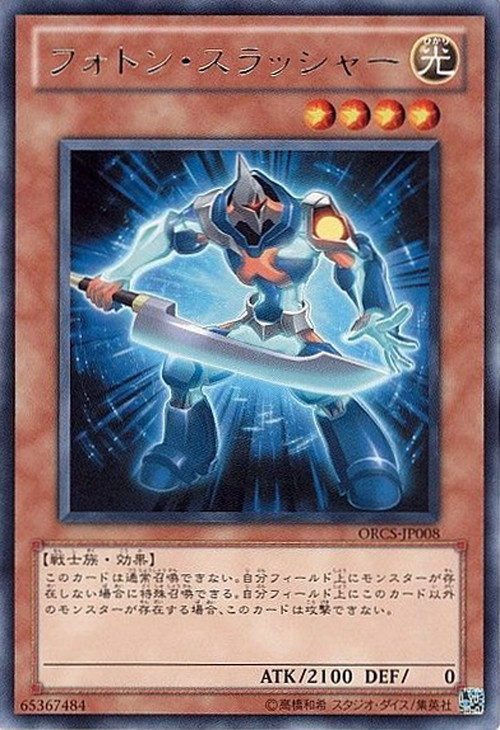 フォトン・スラッシャー
ひかり
光
ORCS-JP008
【戦士族・効果】
このカードは通常召喚できない。自分フィールド上にモンスターが存
在しない場合に特殊召喚できる。自分フィールド上にこのカード以外
のモンスターが存在する場合、このカードは攻撃できない。
ATK/2100 DEF/ 0
65367484
©高橋和希 スタジオ・ダイス/集英社